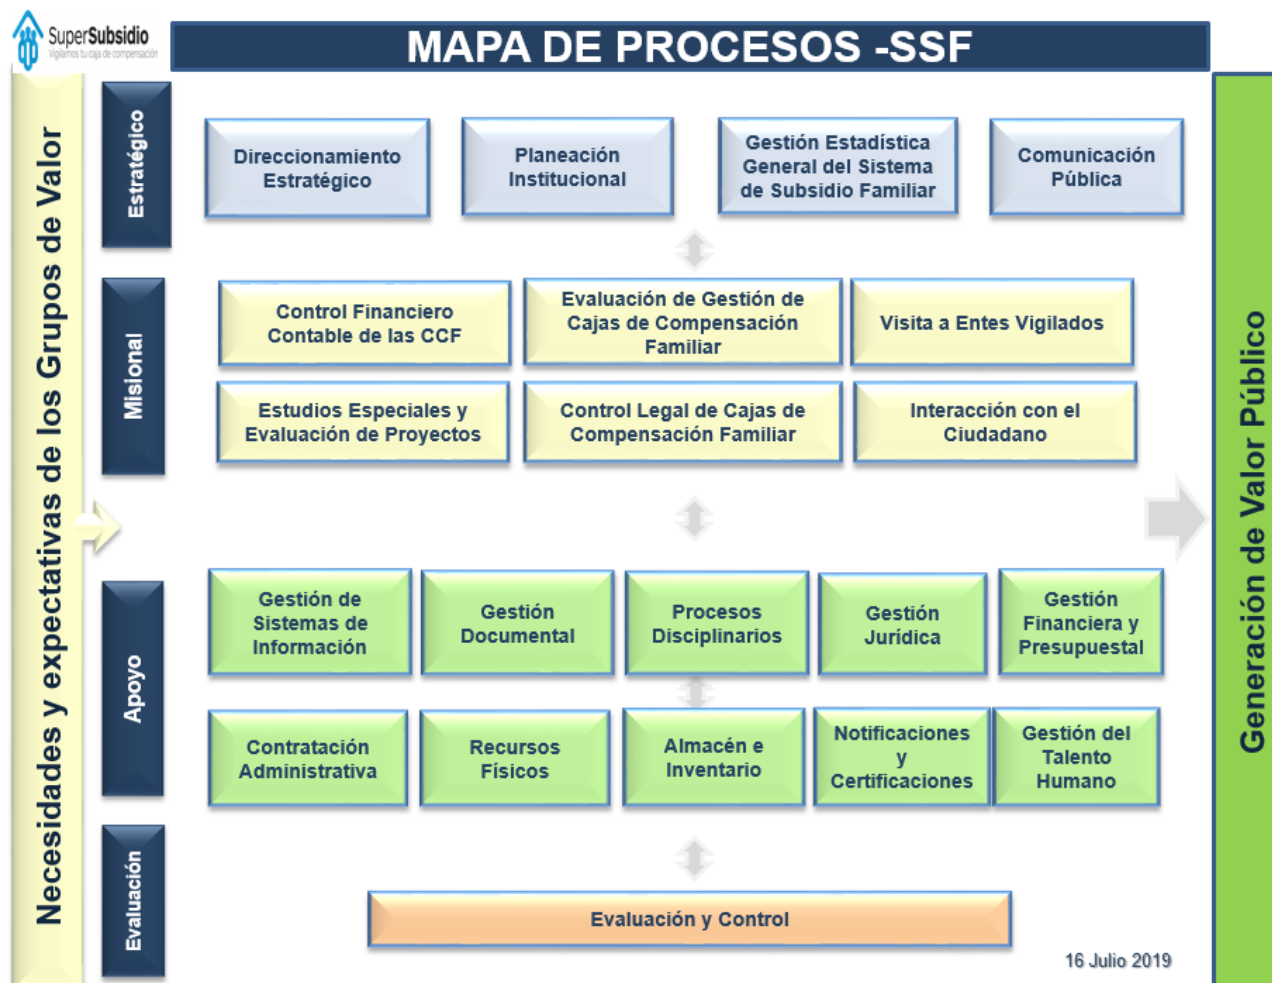 SuperSubsidio
Vigilamos tu caja de compensación
MAPA DE PROCESOS -SSF
Necesidades y expectativas de los Grupos de Valor
Estratégico
Direccionamiento
Estratégico
Planeación
Institucional
Gestión Estadística
General del Sistema
de Subsidio Familiar
Comunicación
Pública
Misional
Control Financiero
Contable de las CCF
Evaluación de Gestión de
Cajas de Compensación
Familiar
Visita a Entes Vigilados
Estudios Especiales y
Evaluación de Proyectos
Control Legal de Cajas de
Compensación Familiar
Interacción con el
Ciudadano
Apoyo
Gestión de
Sistemas de
Información
Gestión
Documental
Procesos
Disciplinarios
Gestión
Jurídica
Gestión
Financiera y
Presupuestal
Contratación
Administrativa
Recursos
Físicos
Almacén e
Inventario
Notificaciones
y
Certificaciones
Gestión del
Talento
Humano
Evaluación
Evaluación y Control
Generación de Valor Público
16 Julio 2019